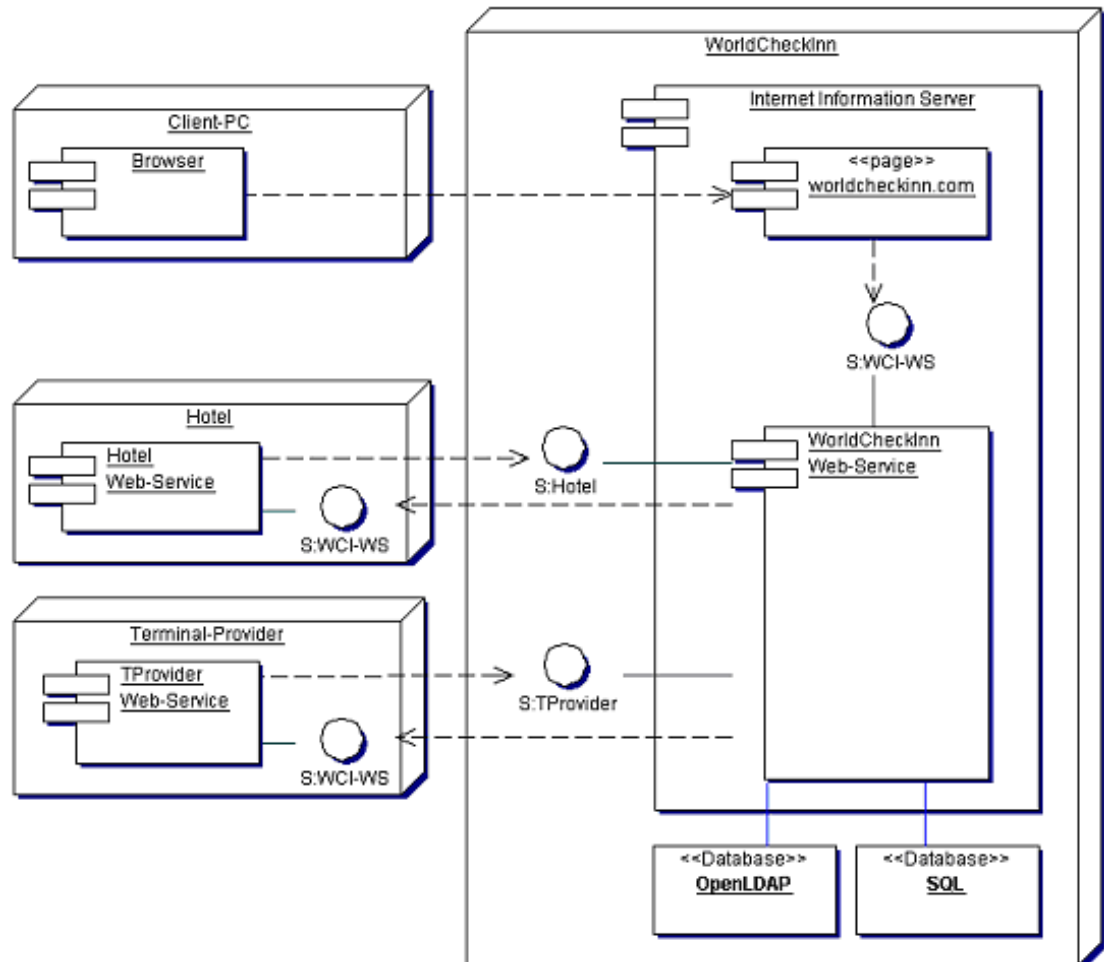 WorldCheckInn
Internet Information Server
Client-PC
Browser
<<page>>
worldcheckinn.com
S:WCI-WS
Hotel
Hotel
Web-Service
S:WCI-WS
S:Hotel
WorldCheckInn
Web-Service
Terminal-Provider
TProvider
Web-Service
S:WCI-WS
S:TProvider
<<Database>>
OpenLDAP
<<Database>>
SQL